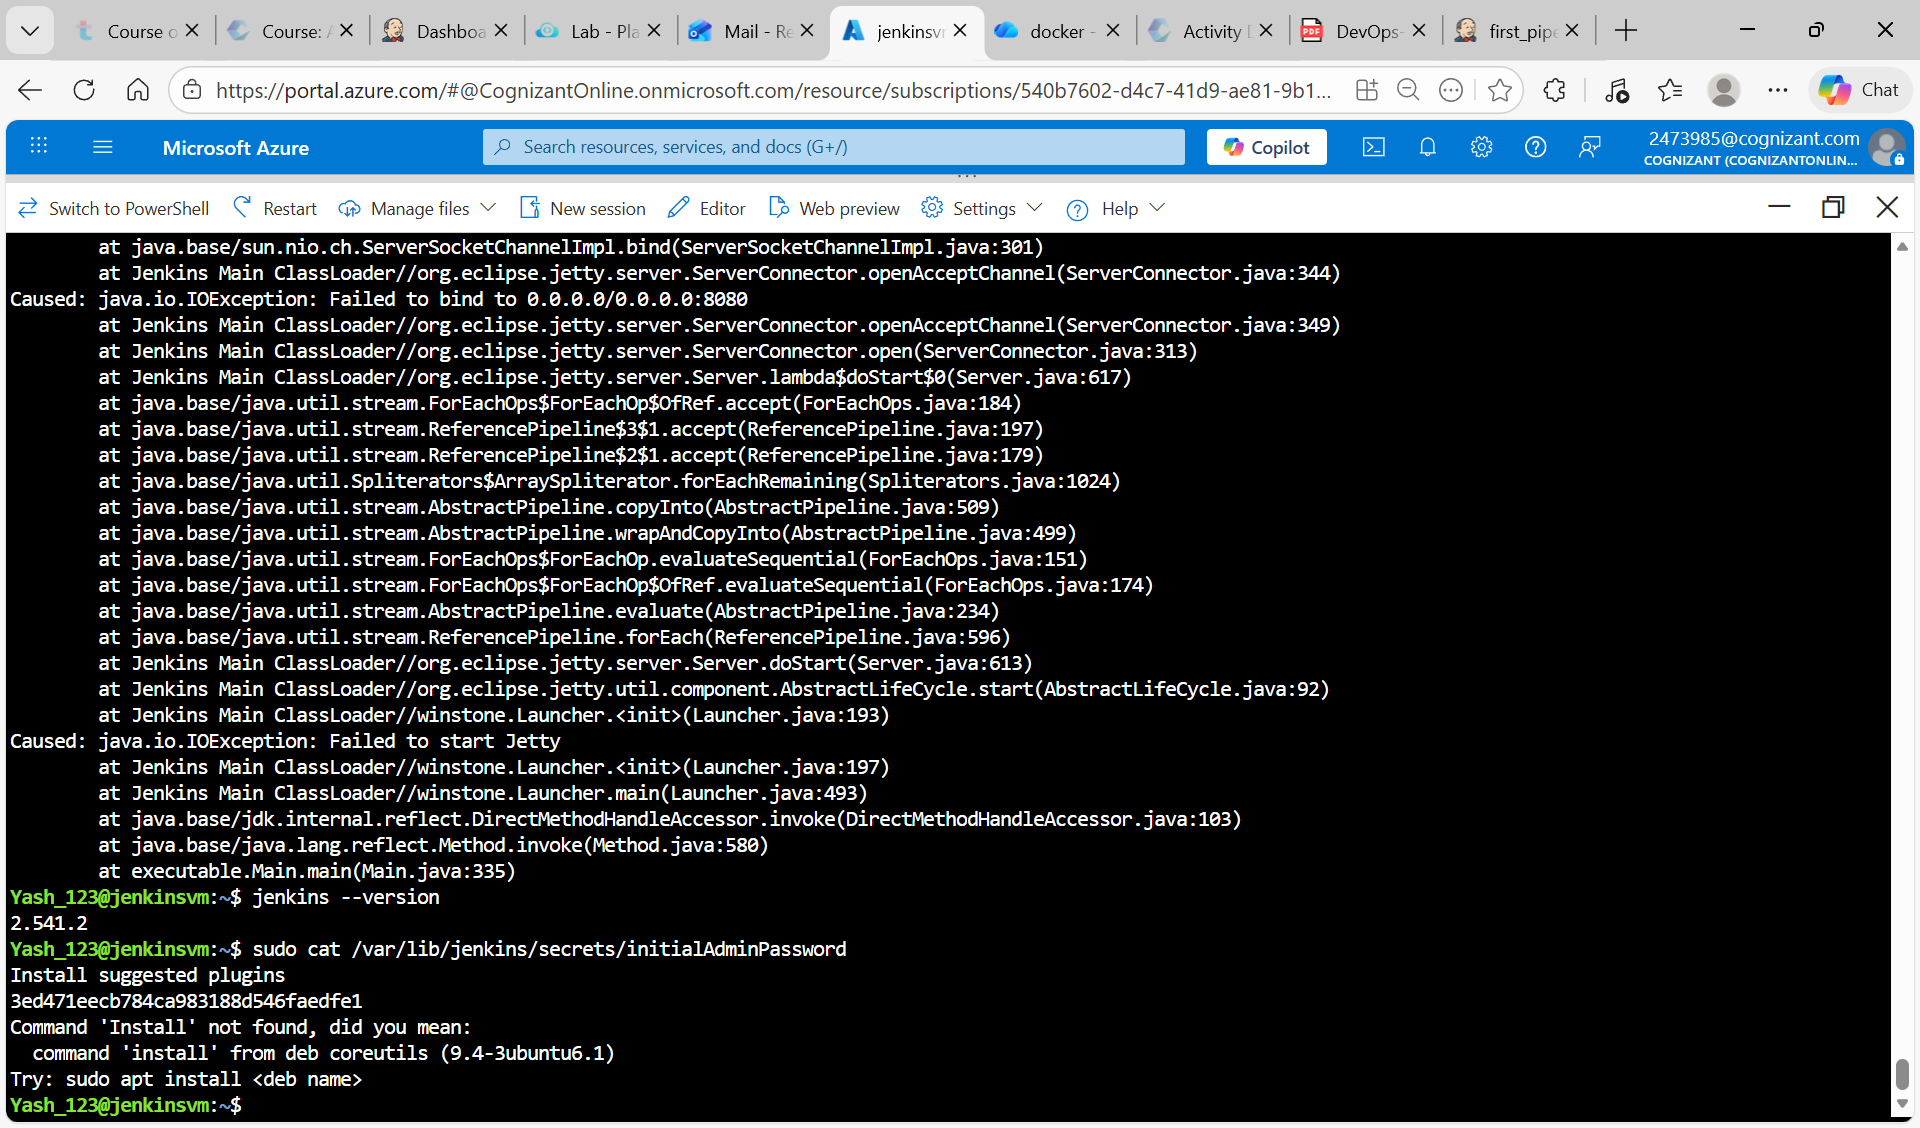 Course o
Course: A
Dashboa
Lab - Pla
Mail - Re
jenkinsvr
docker -
Activity D
DevOps-
first_pipe
https://portal.azure.com/#@CognizantOnline.onmicrosoft.com/resource/subscriptions/540b7602-d4c7-41d9-ae81-9b1...
Chat
Microsoft Azure
Search resources, services, and docs (G+/)
Copilot
2473985@cognizant.com
COGNIZANT (COGNIZANTONLIN...
Switch to PowerShell
Restart
Manage files
New session
Editor
Web preview
Settings
Help
at java.base/sun.nio.ch.ServerSocketChannelImpl.bind(ServerSocketChannelImpl.java:301)
at Jenkins Main ClassLoader//org.eclipse.jetty.server.ServerConnector.openAcceptChannel(ServerConnector.java:344)
Caused: java.io.IOException: Failed to bind to 0.0.0.0/0.0.0.0:8080
at Jenkins Main ClassLoader//org.eclipse.jetty.server.ServerConnector.openAcceptChannel(ServerConnector.java:349)
at Jenkins Main ClassLoader//org.eclipse.jetty.server.ServerConnector.open(ServerConnector.java:313)
at Jenkins Main ClassLoader//org.eclipse.jetty.server.Server.lambda$doStart$0(Server.java:617)
at java.base/java.util.stream.ForEachOps$ForEachOp$OfRef.accept(ForEachOps.java:184)
at java.base/java.util.stream.ReferencePipeline$3$1.accept(ReferencePipeline.java:197)
at java.base/java.util.stream.ReferencePipeline$2$1.accept(ReferencePipeline.java:179)
at java.base/java.util.Spliterators$ArraySpliterator.forEachRemaining(Spliterators.java:1024)
at java.base/java.util.stream.AbstractPipeline.copyInto(AbstractPipeline.java:509)
at java.base/java.util.stream.AbstractPipeline.wrapAndCopyInto(AbstractPipeline.java:499)
at java.base/java.util.stream.ForEachOps$ForEachOp.evaluateSequential(ForEachOps.java:151)
at java.base/java.util.stream.ForEachOps$ForEachOp$OfRef.evaluateSequential(ForEachOps.java:174)
at java.base/java.util.stream.AbstractPipeline.evaluate(AbstractPipeline.java:234)
at java.base/java.util.stream.ReferencePipeline.forEach(ReferencePipeline.java:596)
at Jenkins Main ClassLoader//org.eclipse.jetty.server.Server.doStart(Server.java:613)
at Jenkins Main ClassLoader//org.eclipse.jetty.util.component.AbstractLifeCycle.start(AbstractLifeCycle.java:92)
at Jenkins Main ClassLoader//winstone.Launcher.<init>(Launcher.java:193)
Caused: java.io.IOException: Failed to start Jetty
at Jenkins Main ClassLoader//winstone.Launcher.<init>(Launcher.java:197)
at Jenkins Main ClassLoader//winstone.Launcher.main(Launcher.java:493)
at java.base/jdk.internal.reflect.DirectMethodHandleAccessor.invoke(DirectMethodHandleAccessor.java:103)
at java.base/java.lang.reflect.Method.invoke(Method.java:580)
at executable.Main.main(Main.java:335)
Yash_123@jenkinsvm:~$ jenkins --version
2.541.2
Yash_123@jenkinsvm:~$ sudo cat /var/lib/jenkins/secrets/initialAdminPassword
Install suggested plugins
3ed471eecb784ca983188d546faedfe1
Command 'Install' not found, did you mean:
command 'install' from deb coreutils (9.4-3ubuntu6.1)
Try: sudo apt install <deb name>
Yash_123@jenkinsvm:~$